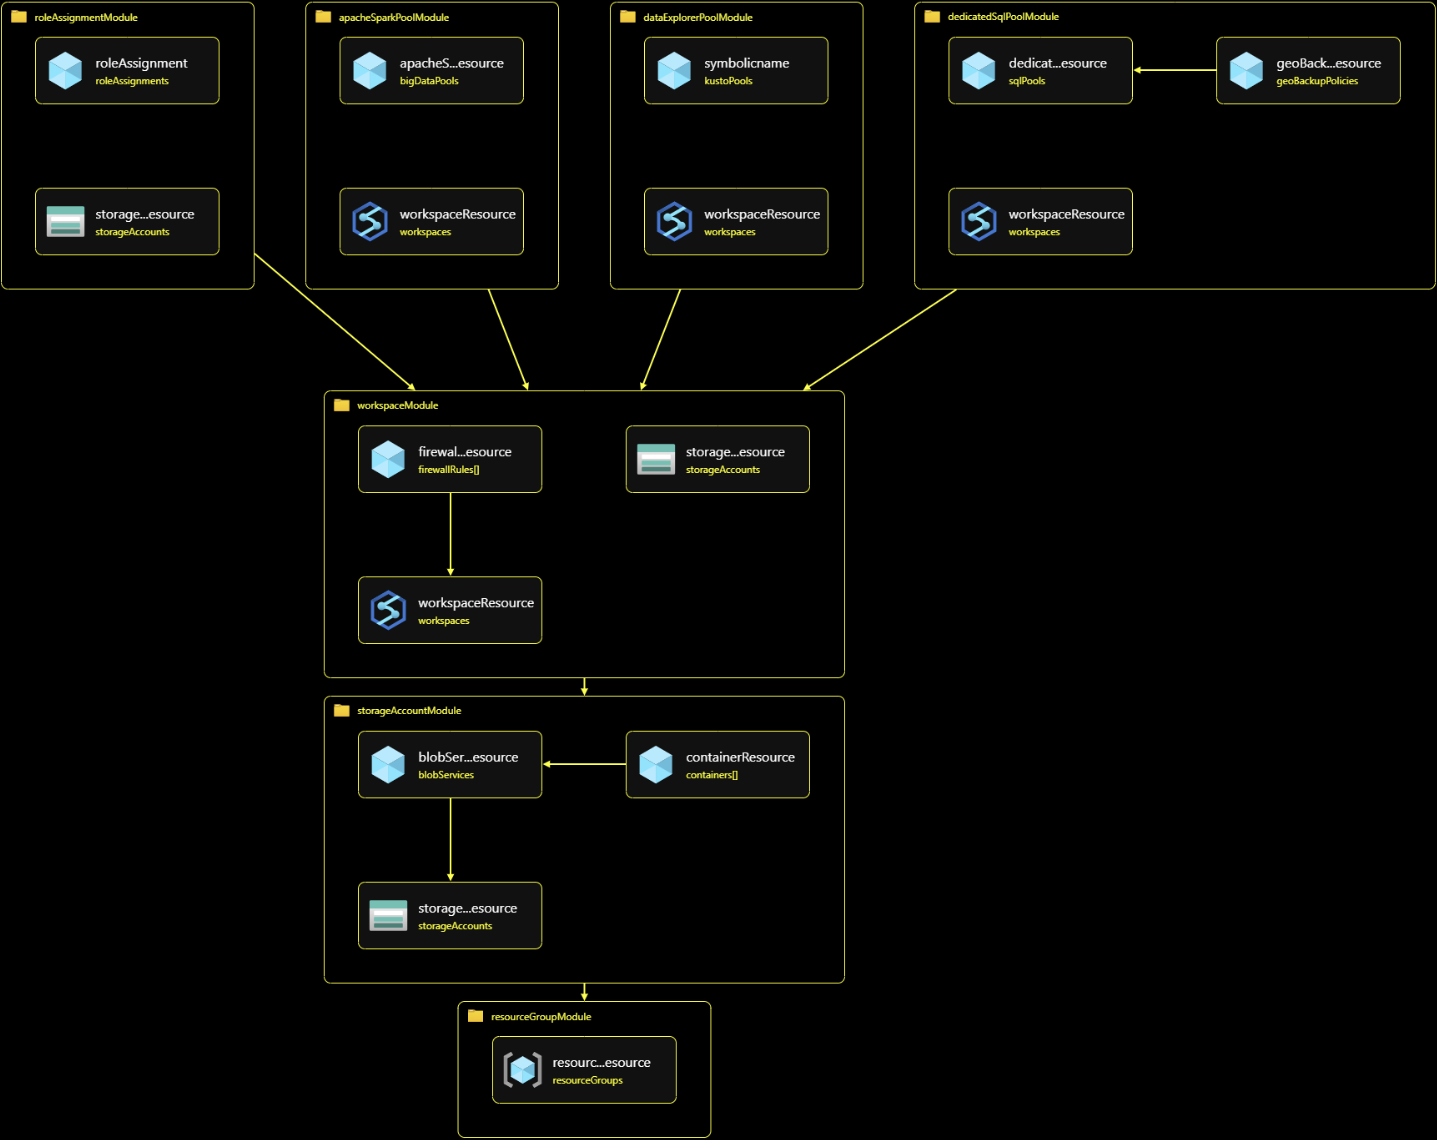 roleAssignmentModule
roleAssignment
roleAssignments
storage...esource
storageAccounts
apacheSparkPoolModule
apacheS...esource
bigDataPools
workspaceResource
workspaces
dataExplorerPoolModule
symbolicname
kustoPools
workspaceResource
workspaces
dedicatedSqlPoolModule
dedicat...esource
sqlPools
geoBack...esource
geoBackupPolicies
workspaceResource
workspaces
workspaceModule
firewal...esource
firewallRules[]
storage...esource
storageAccounts
workspaceResource
workspaces
storageAccountModule
blobSer...esource
blobServices
containerResource
containers[]
storage...esource
storageAccounts
resourceGroupModule
resourc...esource
resourceGroups